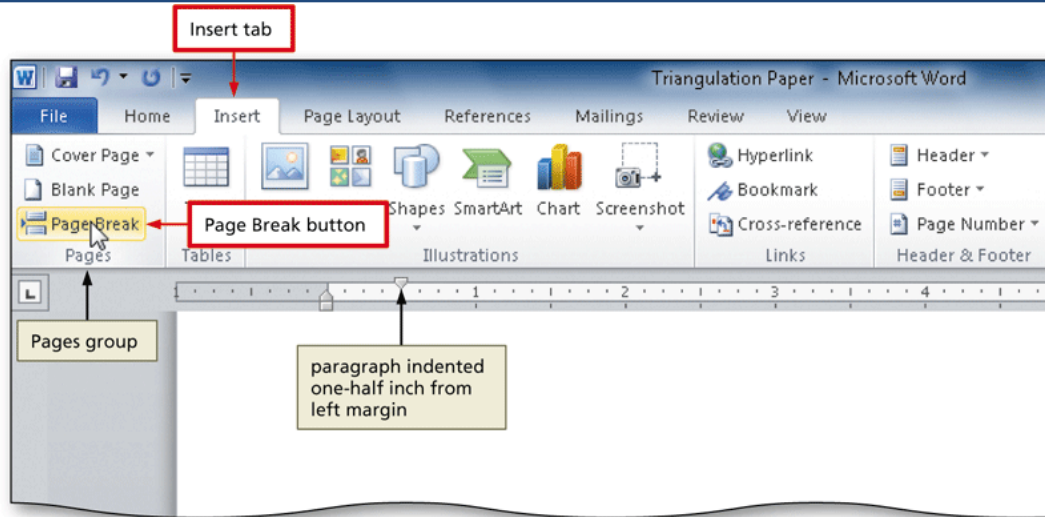 Insert tab
W
Triangulation Paper - Microsoft Word
File Home Insert Page Layout References Mailings Review View
Cover Page
Blank Page
Page Break
Pages
Page Break button
Tables
Shapes SmartArt Chart Screenshot
Illustrations
Hyperlink
Bookmark
Cross-reference
Links
Header
Footer
Page Number
Header & Footer
L
1 1 2 3 4
Pages group
paragraph indented
one-half inch from
left margin